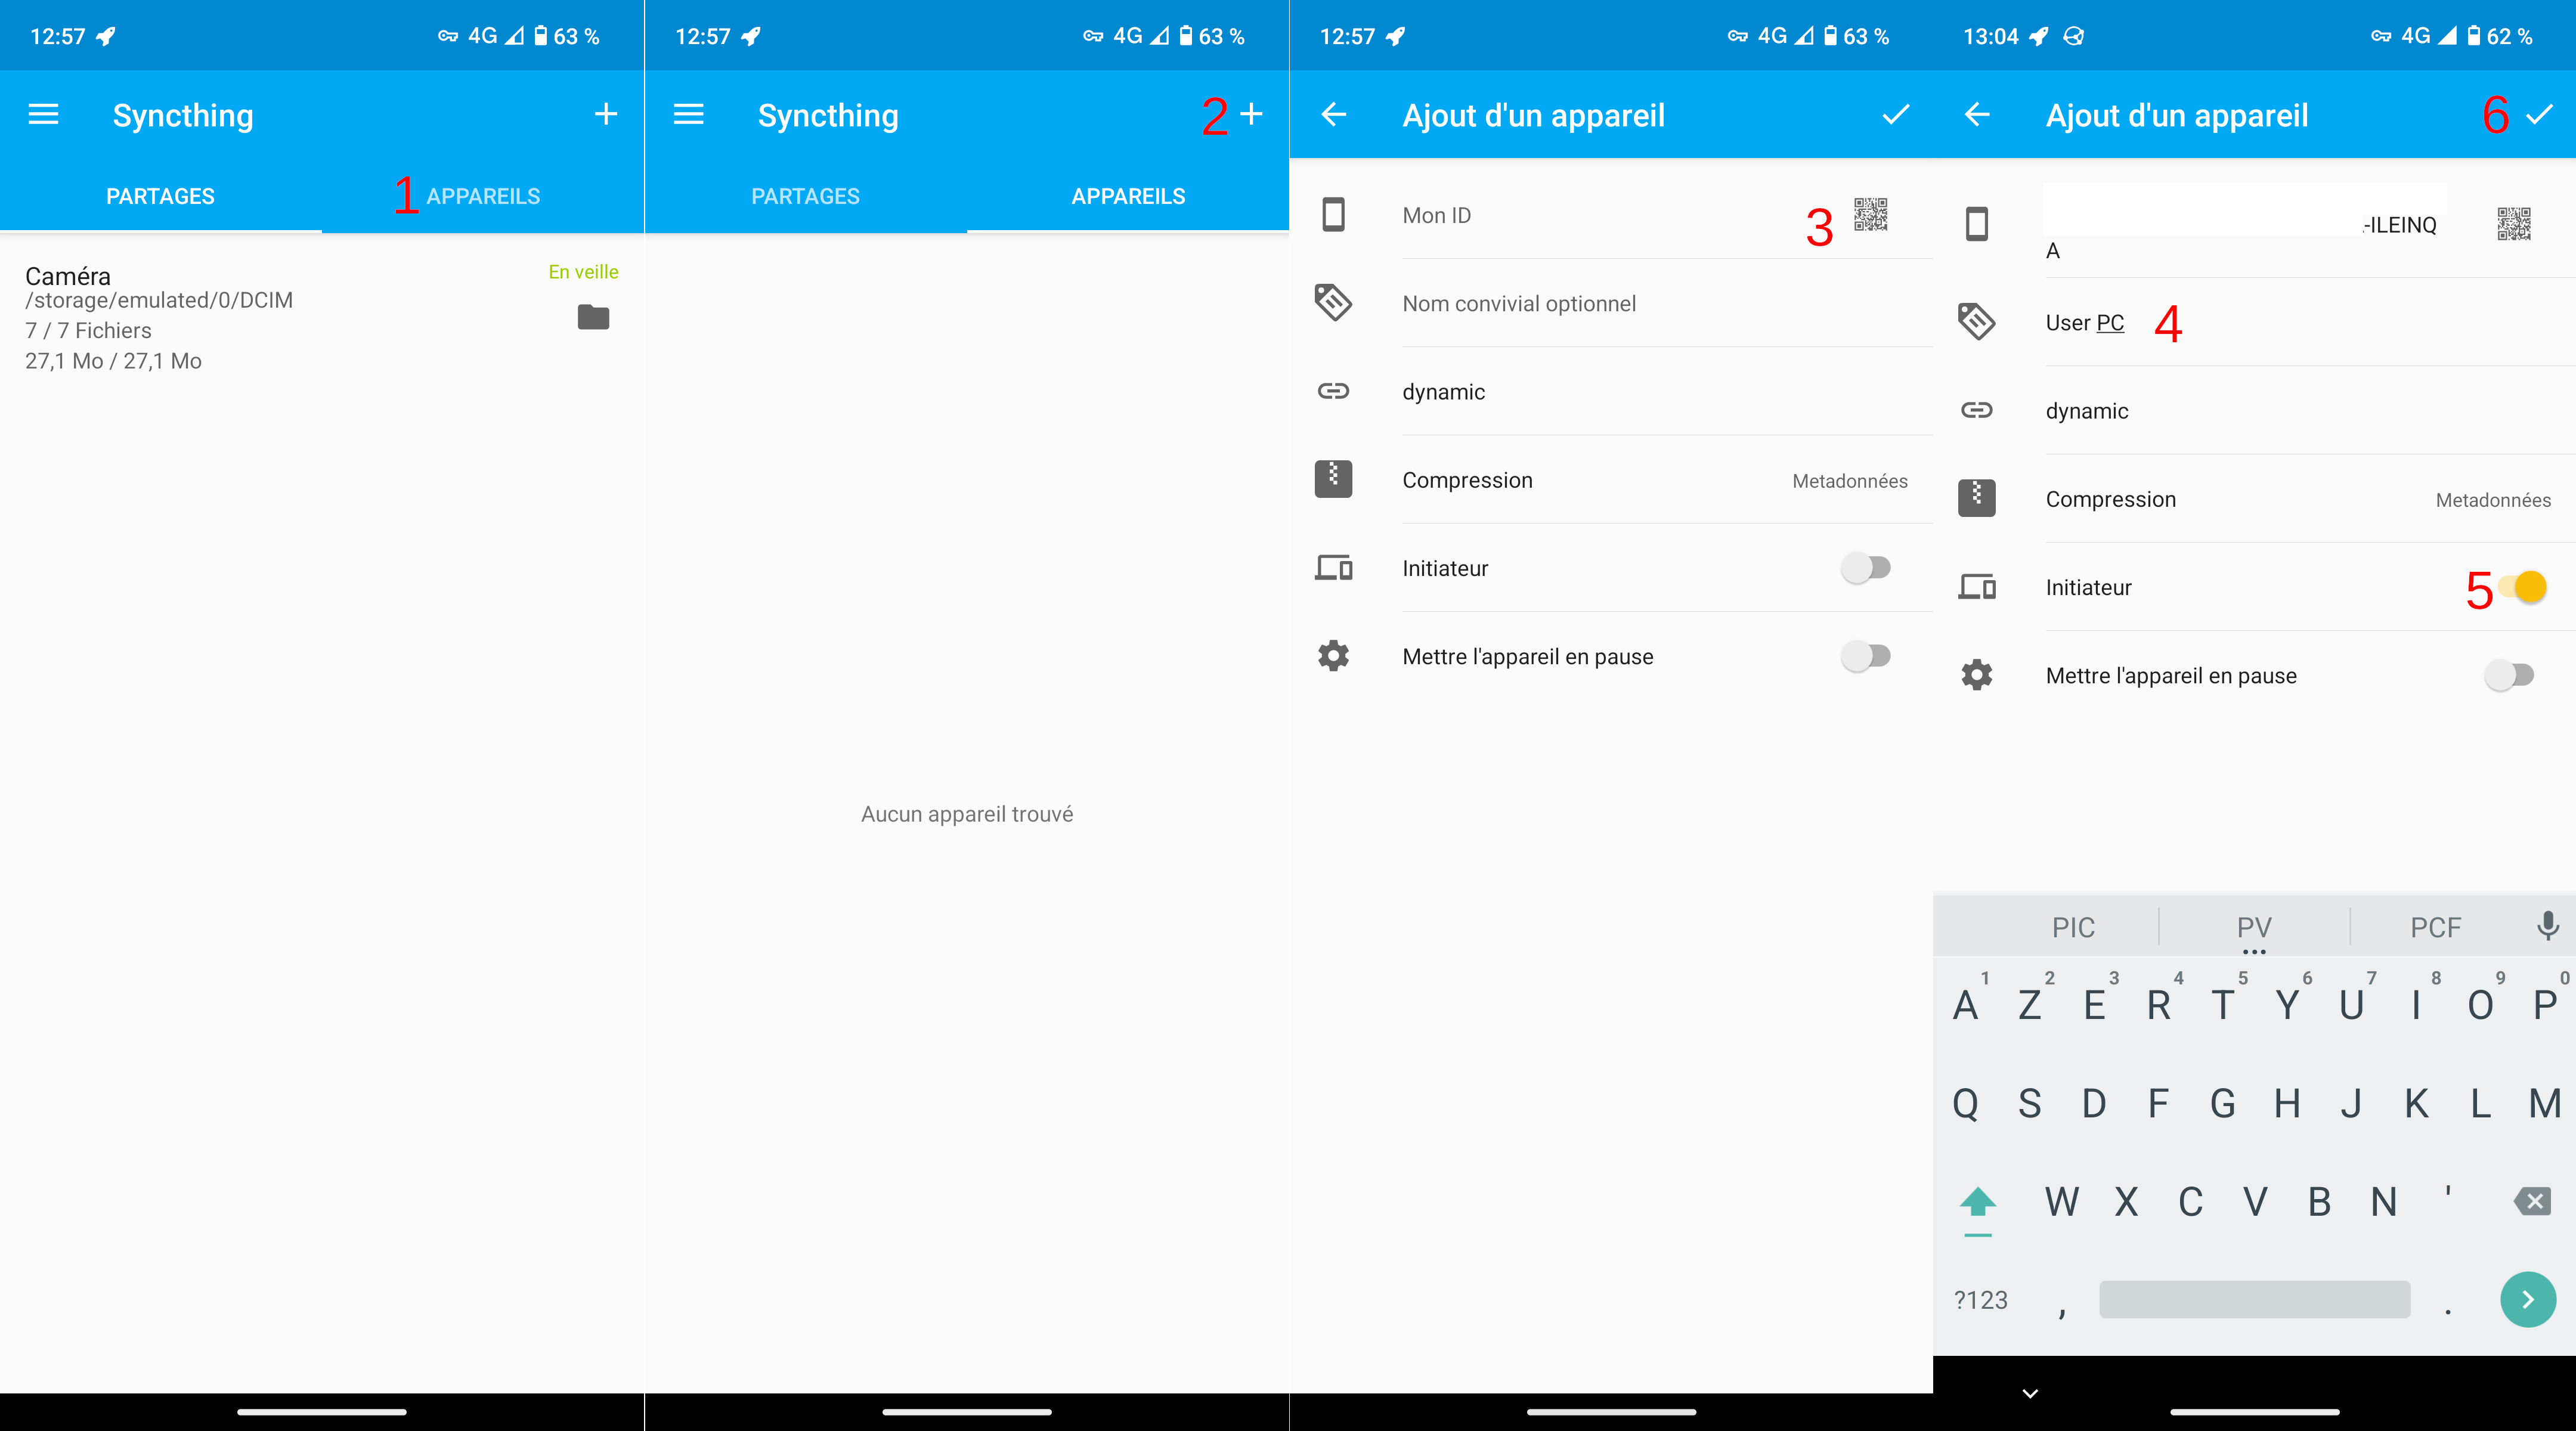 12:57 4G 63 %
Syncthing +
PARTAGES 1 APPAREILS
Caméra
En veille
/storage/emulated/0/DCIM
7 / 7 Fichiers
27,1 Mo / 27,1 Mo
12:57 4G 63 %
Syncthing 2 +
PARTAGES APPAREILS
Aucun appareil trouvé
12:57 4G 63 %
Ajout d'un appareil
Mon ID 3
Nom convivial optionnel
dynamic
Compression Metadonnées
Initiateur
Mettre l'appareil en pause
13:04 4G 62 %
Ajout d'un appareil 6
-ILEINQ
A
User PC 4
dynamic
Compression Metadonnées
Initiateur 5
Mettre l'appareil en pause
PIC PV PCF
1 2 3 4 5 6 7 8 9 0
A Z E R T Y U I O P
Q S D F G H J K L M
W X C V B N '
?123 , .